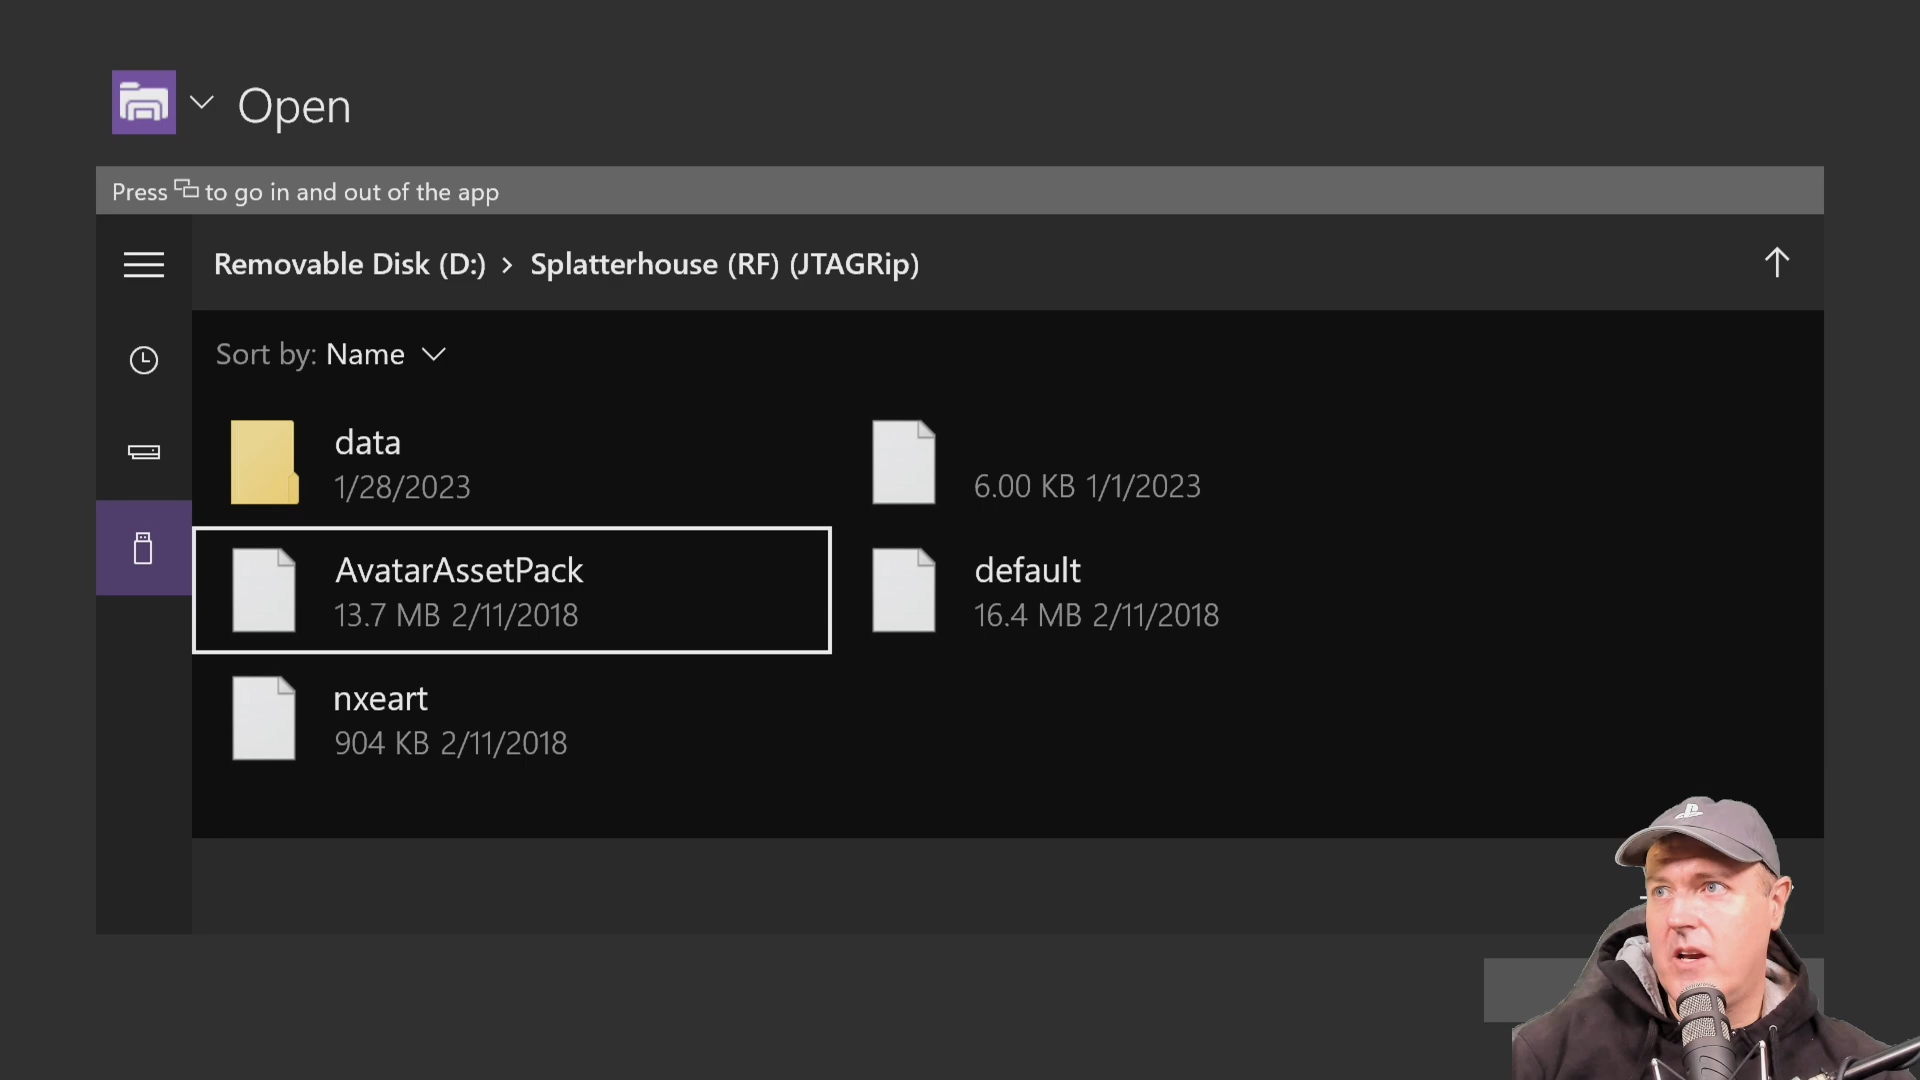 Open
Press to go in and out of the app
Removable Disk (D:) > Splatterhouse (RF) (JTAGRip)
Sort by: Name
data
1/28/2023
6.00 KB 1/1/2023
AvatarAssetPack
13.7 MB 2/11/2018
default
16.4 MB 2/11/2018
nxeart
904 KB 2/11/2018